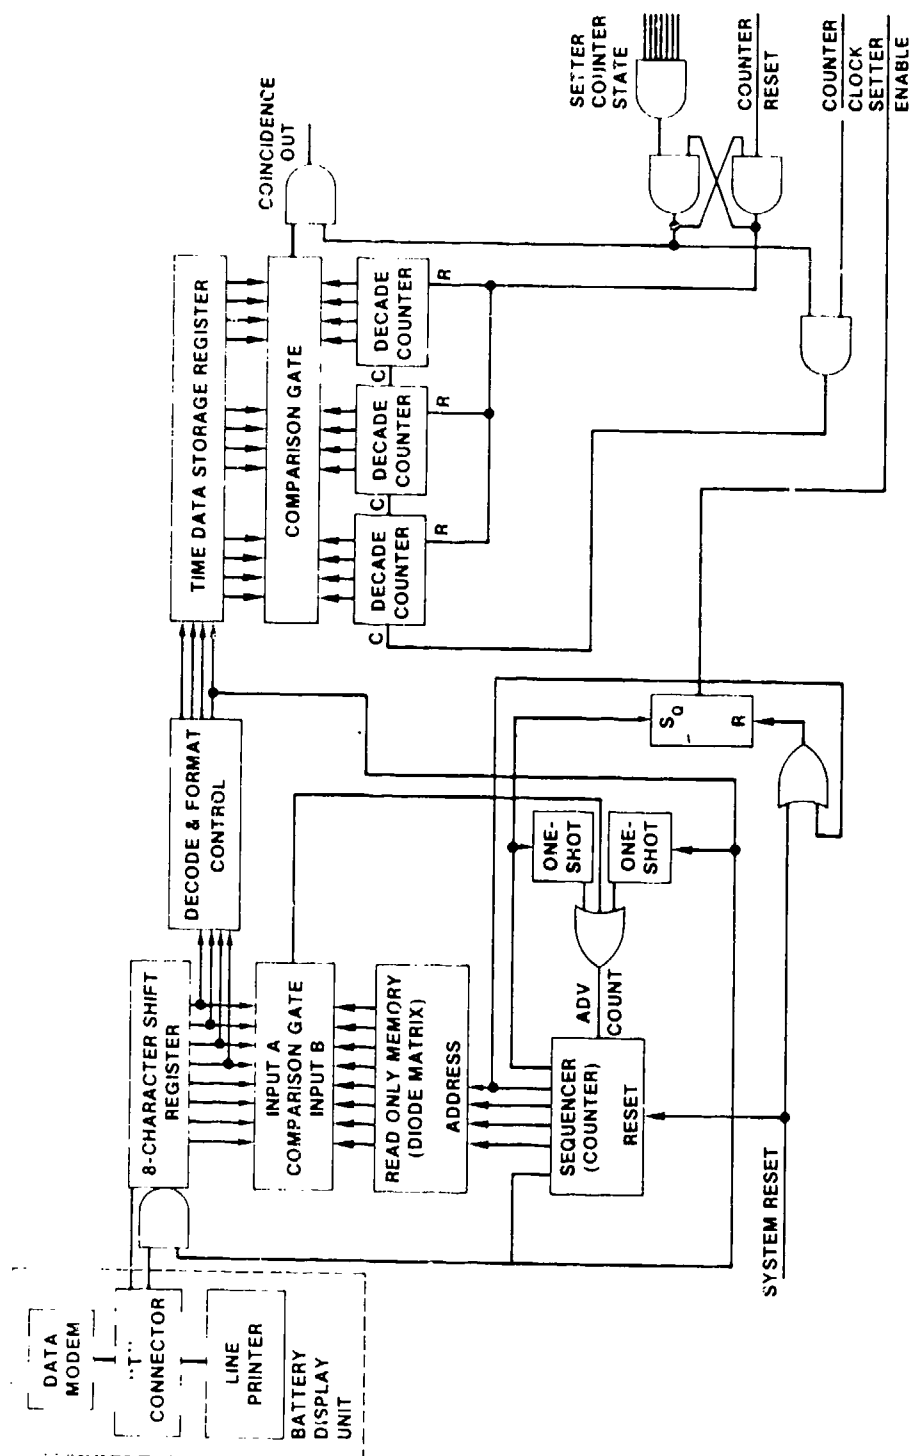 DATA
MODEM
"T"
CONNECTOR
LINE
PRINTER
BATTERY
DISPLAY
UNIT
8-CHARACTER SHIFT
REGISTER
INPUT A
COMPARISON GATE
INPUT B
READ ONLY MEMORY
(DIODE MATRIX)
ADDRESS
SEQUENCER
(COUNTER)
RESET
ADV
COUNT
SYSTEM RESET
DECODE & FORMAT
CONTROL
ONE-
SHOT
ONE-
SHOT
S
Q
R
TIME DATA STORAGE REGISTER
COMPARISON GATE
C
DECADE
COUNTER
R
C
DECADE
COUNTER
R
C
DECADE
COUNTER
R
COINCIDENCE
OUT
SETTER
COUNTER
STATE
COUNTER
RESET
COUNTER
CLOCK
SETTER
ENABLE